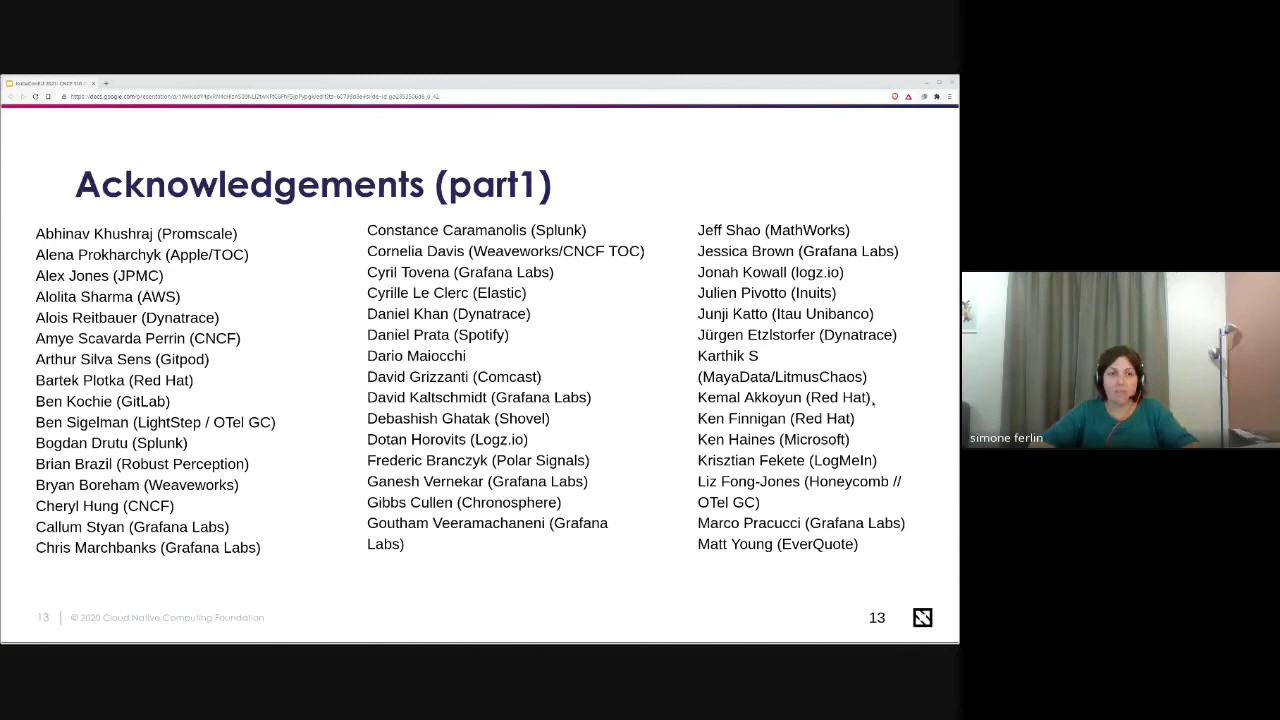 Acknowledgements (part1)
Abhinav Khushraj (Promscale)
Alena Prokharchyk (Apple/TOC)
Alex Jones (JPMC)
Alolita Sharma (AWS)
Alois Reitbauer (Dynatrace)
Amye Scavarda Perrin (CNCF)
Arthur Silva Sens (Gitpod)
Bartek Plotka (Red Hat)
Ben Kochie (GitLab)
Ben Sigelman (LightStep / OTel GC)
Bogdan Drutu (Splunk)
Brian Brazil (Robust Perception)
Bryan Boreham (Weaveworks)
Cheryl Hung (CNCF)
Callum Styan (Grafana Labs)
Chris Marchbanks (Grafana Labs)
Constance Caramanolis (Splunk)
Cornelia Davis (Weaveworks/CNCF TOC)
Cyril Tovena (Grafana Labs)
Cyrille Le Clerc (Elastic)
Daniel Khan (Dynatrace)
Daniel Prata (Spotify)
Dario Maiocchi
David Grizzanti (Comcast)
David Kaltschmidt (Grafana Labs)
Debashish Ghatak (Shovel)
Dotan Horovits (Logz.io)
Frederic Branczyk (Polar Signals)
Ganesh Vernekar (Grafana Labs)
Gibbs Cullen (Chronosphere)
Goutham Veeramachaneni (Grafana
Labs)
Jeff Shao (MathWorks)
Jessica Brown (Grafana Labs)
Jonah Kowall (logz.io)
Julien Pivotto (Inuits)
Junji Katto (Itau Unibanco)
Jürgen Etzlstorfer (Dynatrace)
Karthik S
(MayaData/LitmusChaos)
Kemal Akkoyun (Red Hat)
Ken Finnigan (Red Hat)
Ken Haines (Microsoft)
Krisztian Fekete (LogMeIn)
Liz Fong-Jones (Honeycomb //
OTel GC)
Marco Pracucci (Grafana Labs)
Matt Young (EverQuote)
simone ferlin
13 | © 2020 Cloud Native Computing Foundation
13